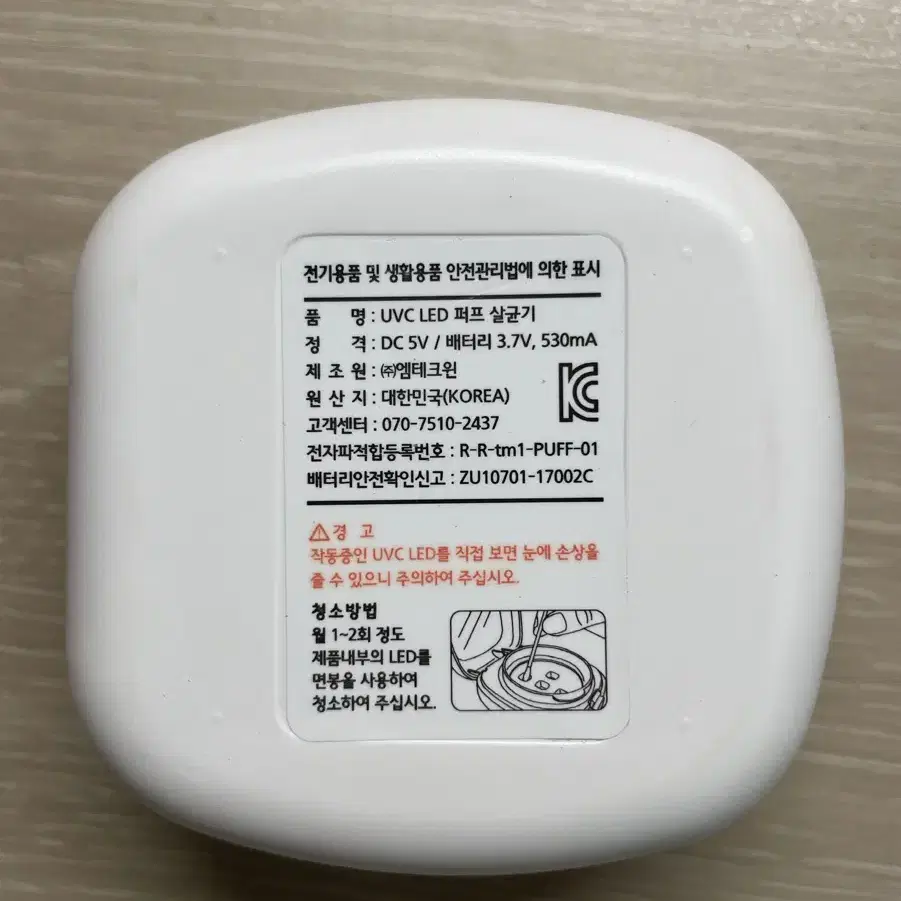 전기용품 및 생활용품 안전관리법에 의한 표시
품 명 : UVC LED 퍼프 살균기
정 격 : DC 5V / 배터리 3.7V, 530mA
제 조 원 : ㈜엠테크윈
원 산 지 : 대한민국(KOREA)
고객센터 : 070-7510-2437
전자파적합등록번호 : R-R-tm1-PUFF-01
배터리안전확인신고 : ZU10701-17002C
KC
⚠경 고
작동중인 UVC LED를 직접 보면 눈에 손상을
줄 수 있으니 주의하여 주십시오.
청소방법
월 1~2회 정도
제품내부의 LED를
면봉을 사용하여
청소하여 주십시오.